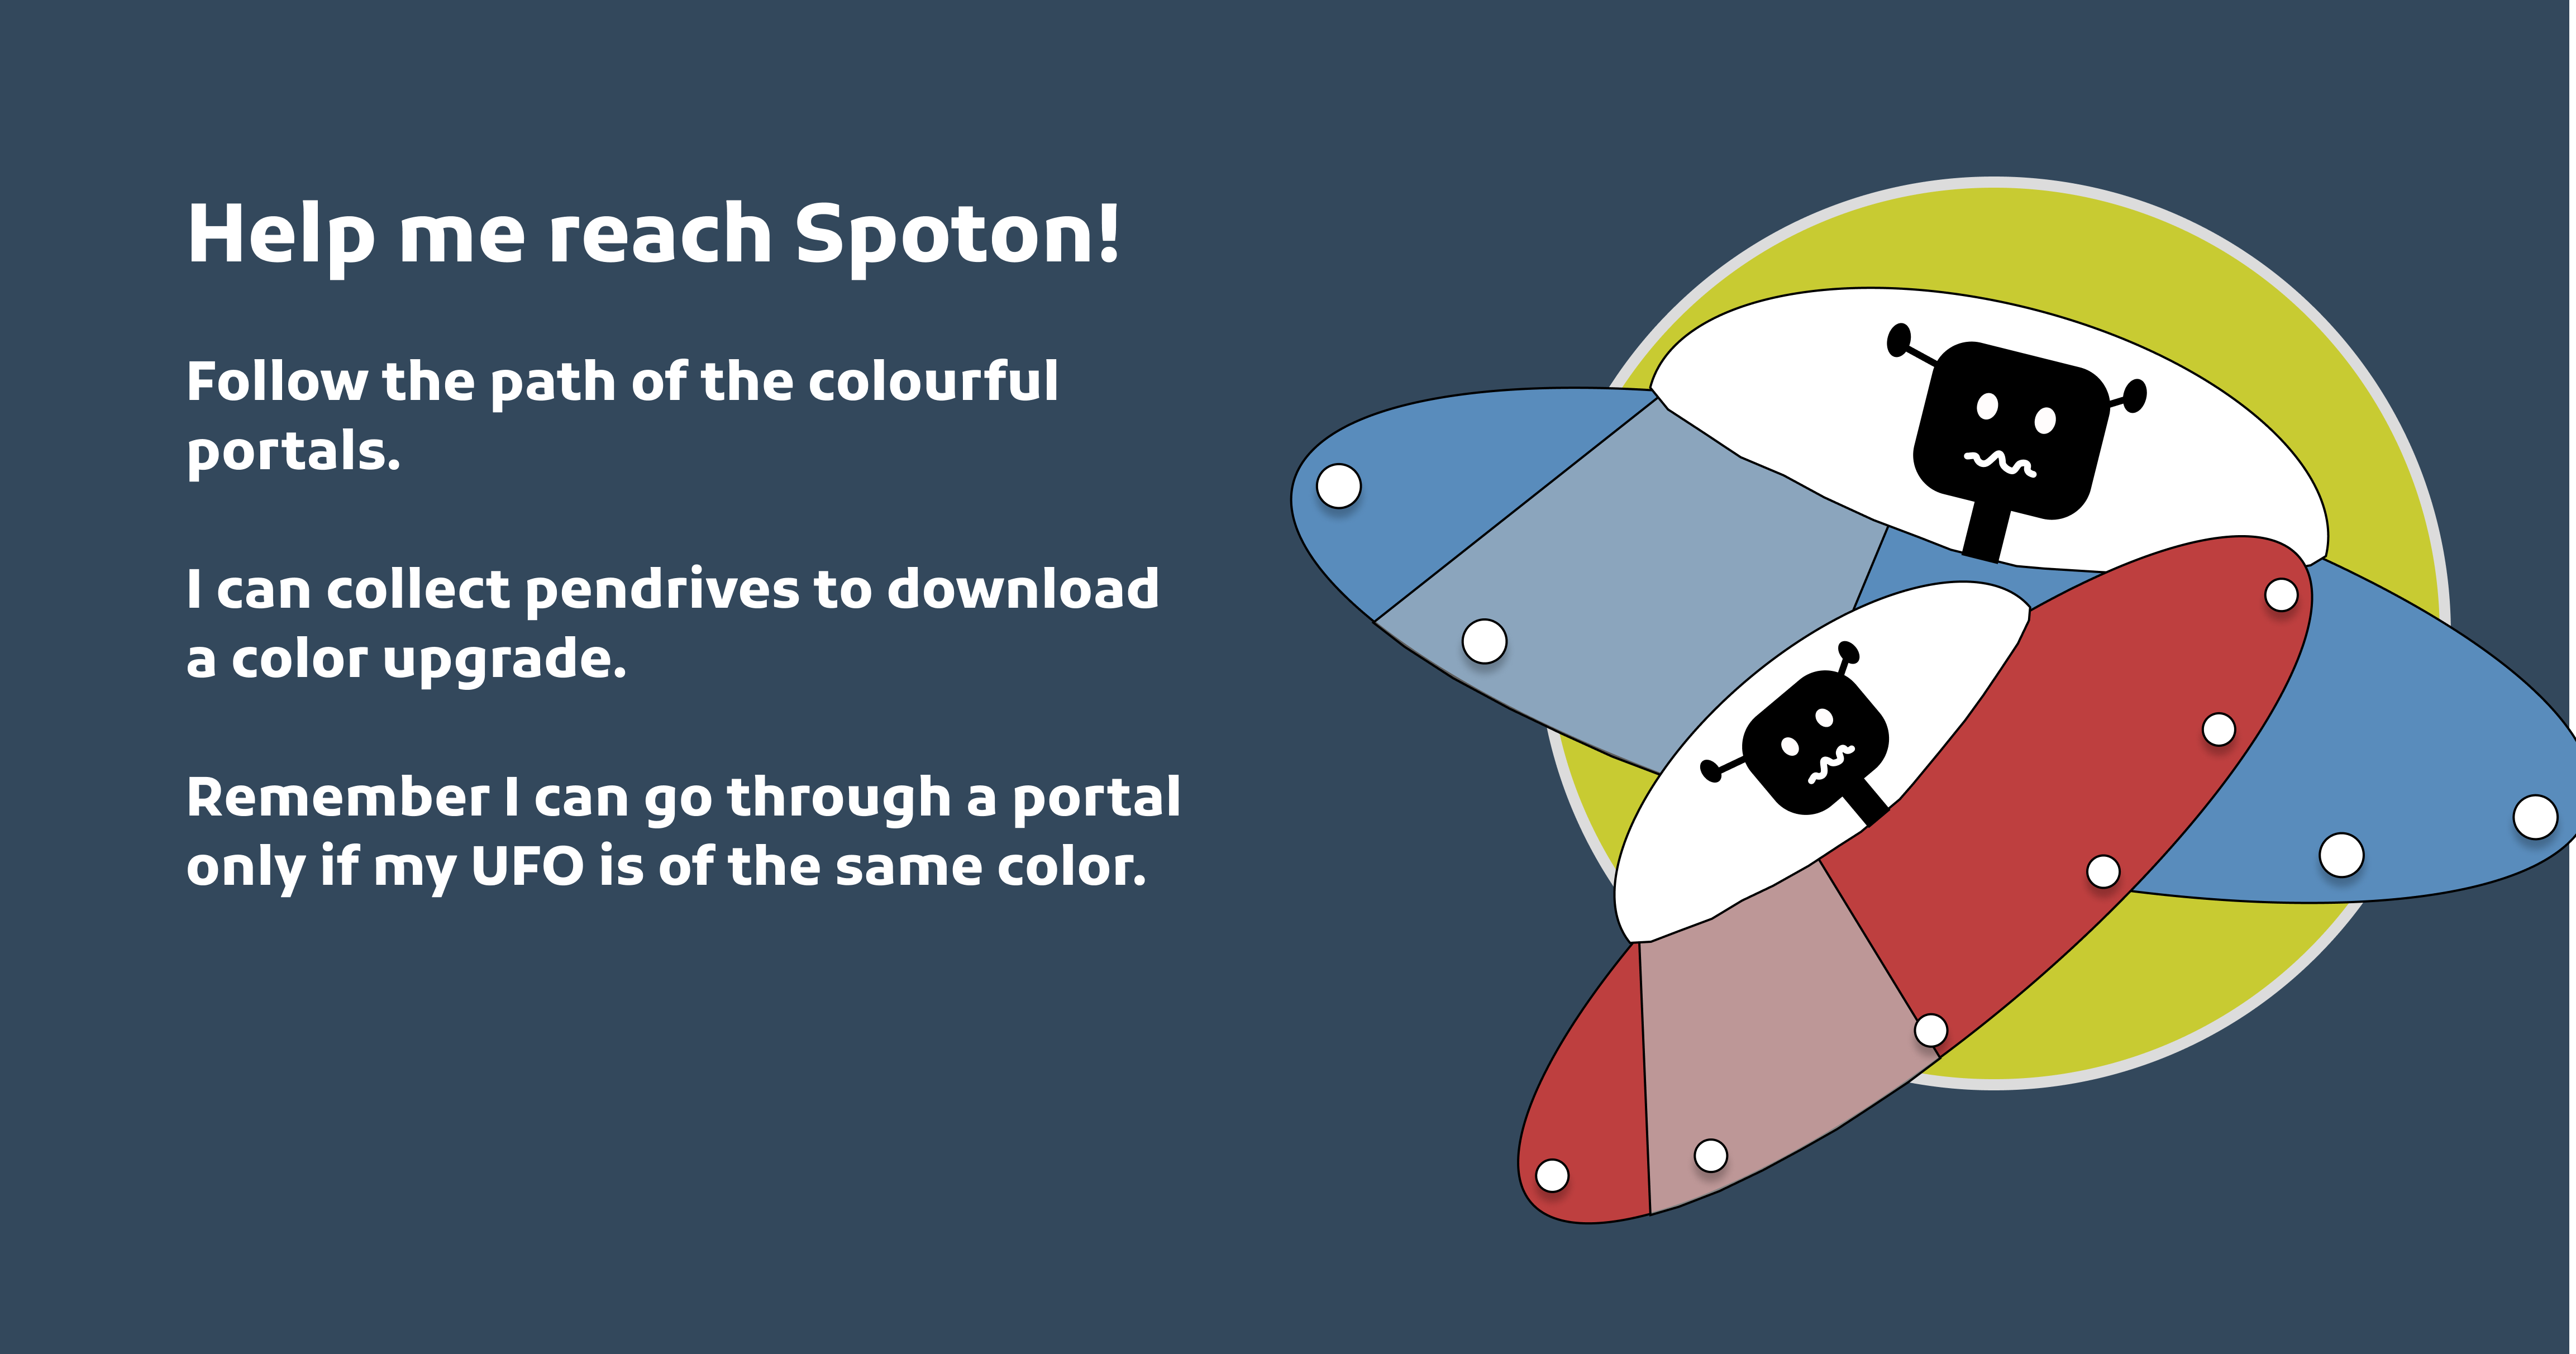 Help me reach Spoton!
Follow the path of the colourful
portals.
I can collect pendrives to download
a color upgrade.
Remember I can go through a portal
only if my UFO is of the same color.